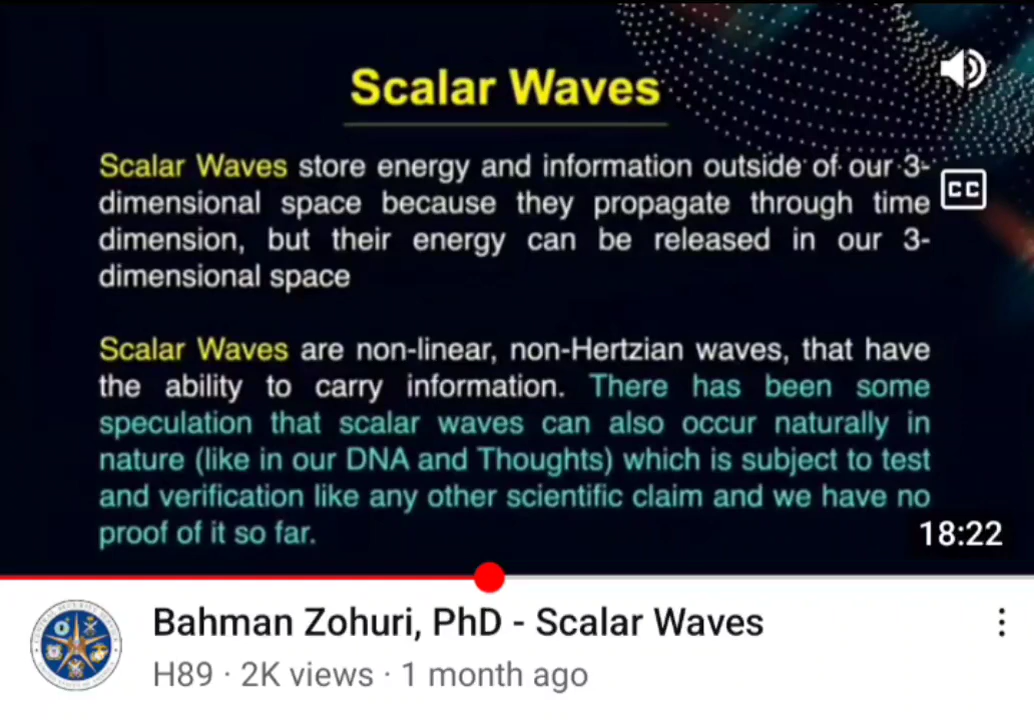 Scalar Waves
Scalar Waves store energy and information outside of our 3-
CC
dimensional space because they propagate through time
dimension, but their energy can be released in our 3-
dimensional space
Scalar Waves are non-linear, non-Hertzian waves, that have
the ability to carry information. There has been some
speculation that scalar waves can also occur naturally in
nature (like in our DNA and Thoughts) which is subject to test
and verification like any other scientific claim and we have no
proof of it so far.
18:22
Bahman Zohuri, PhD - Scalar Waves
H89 · 2K views · 1 month ago